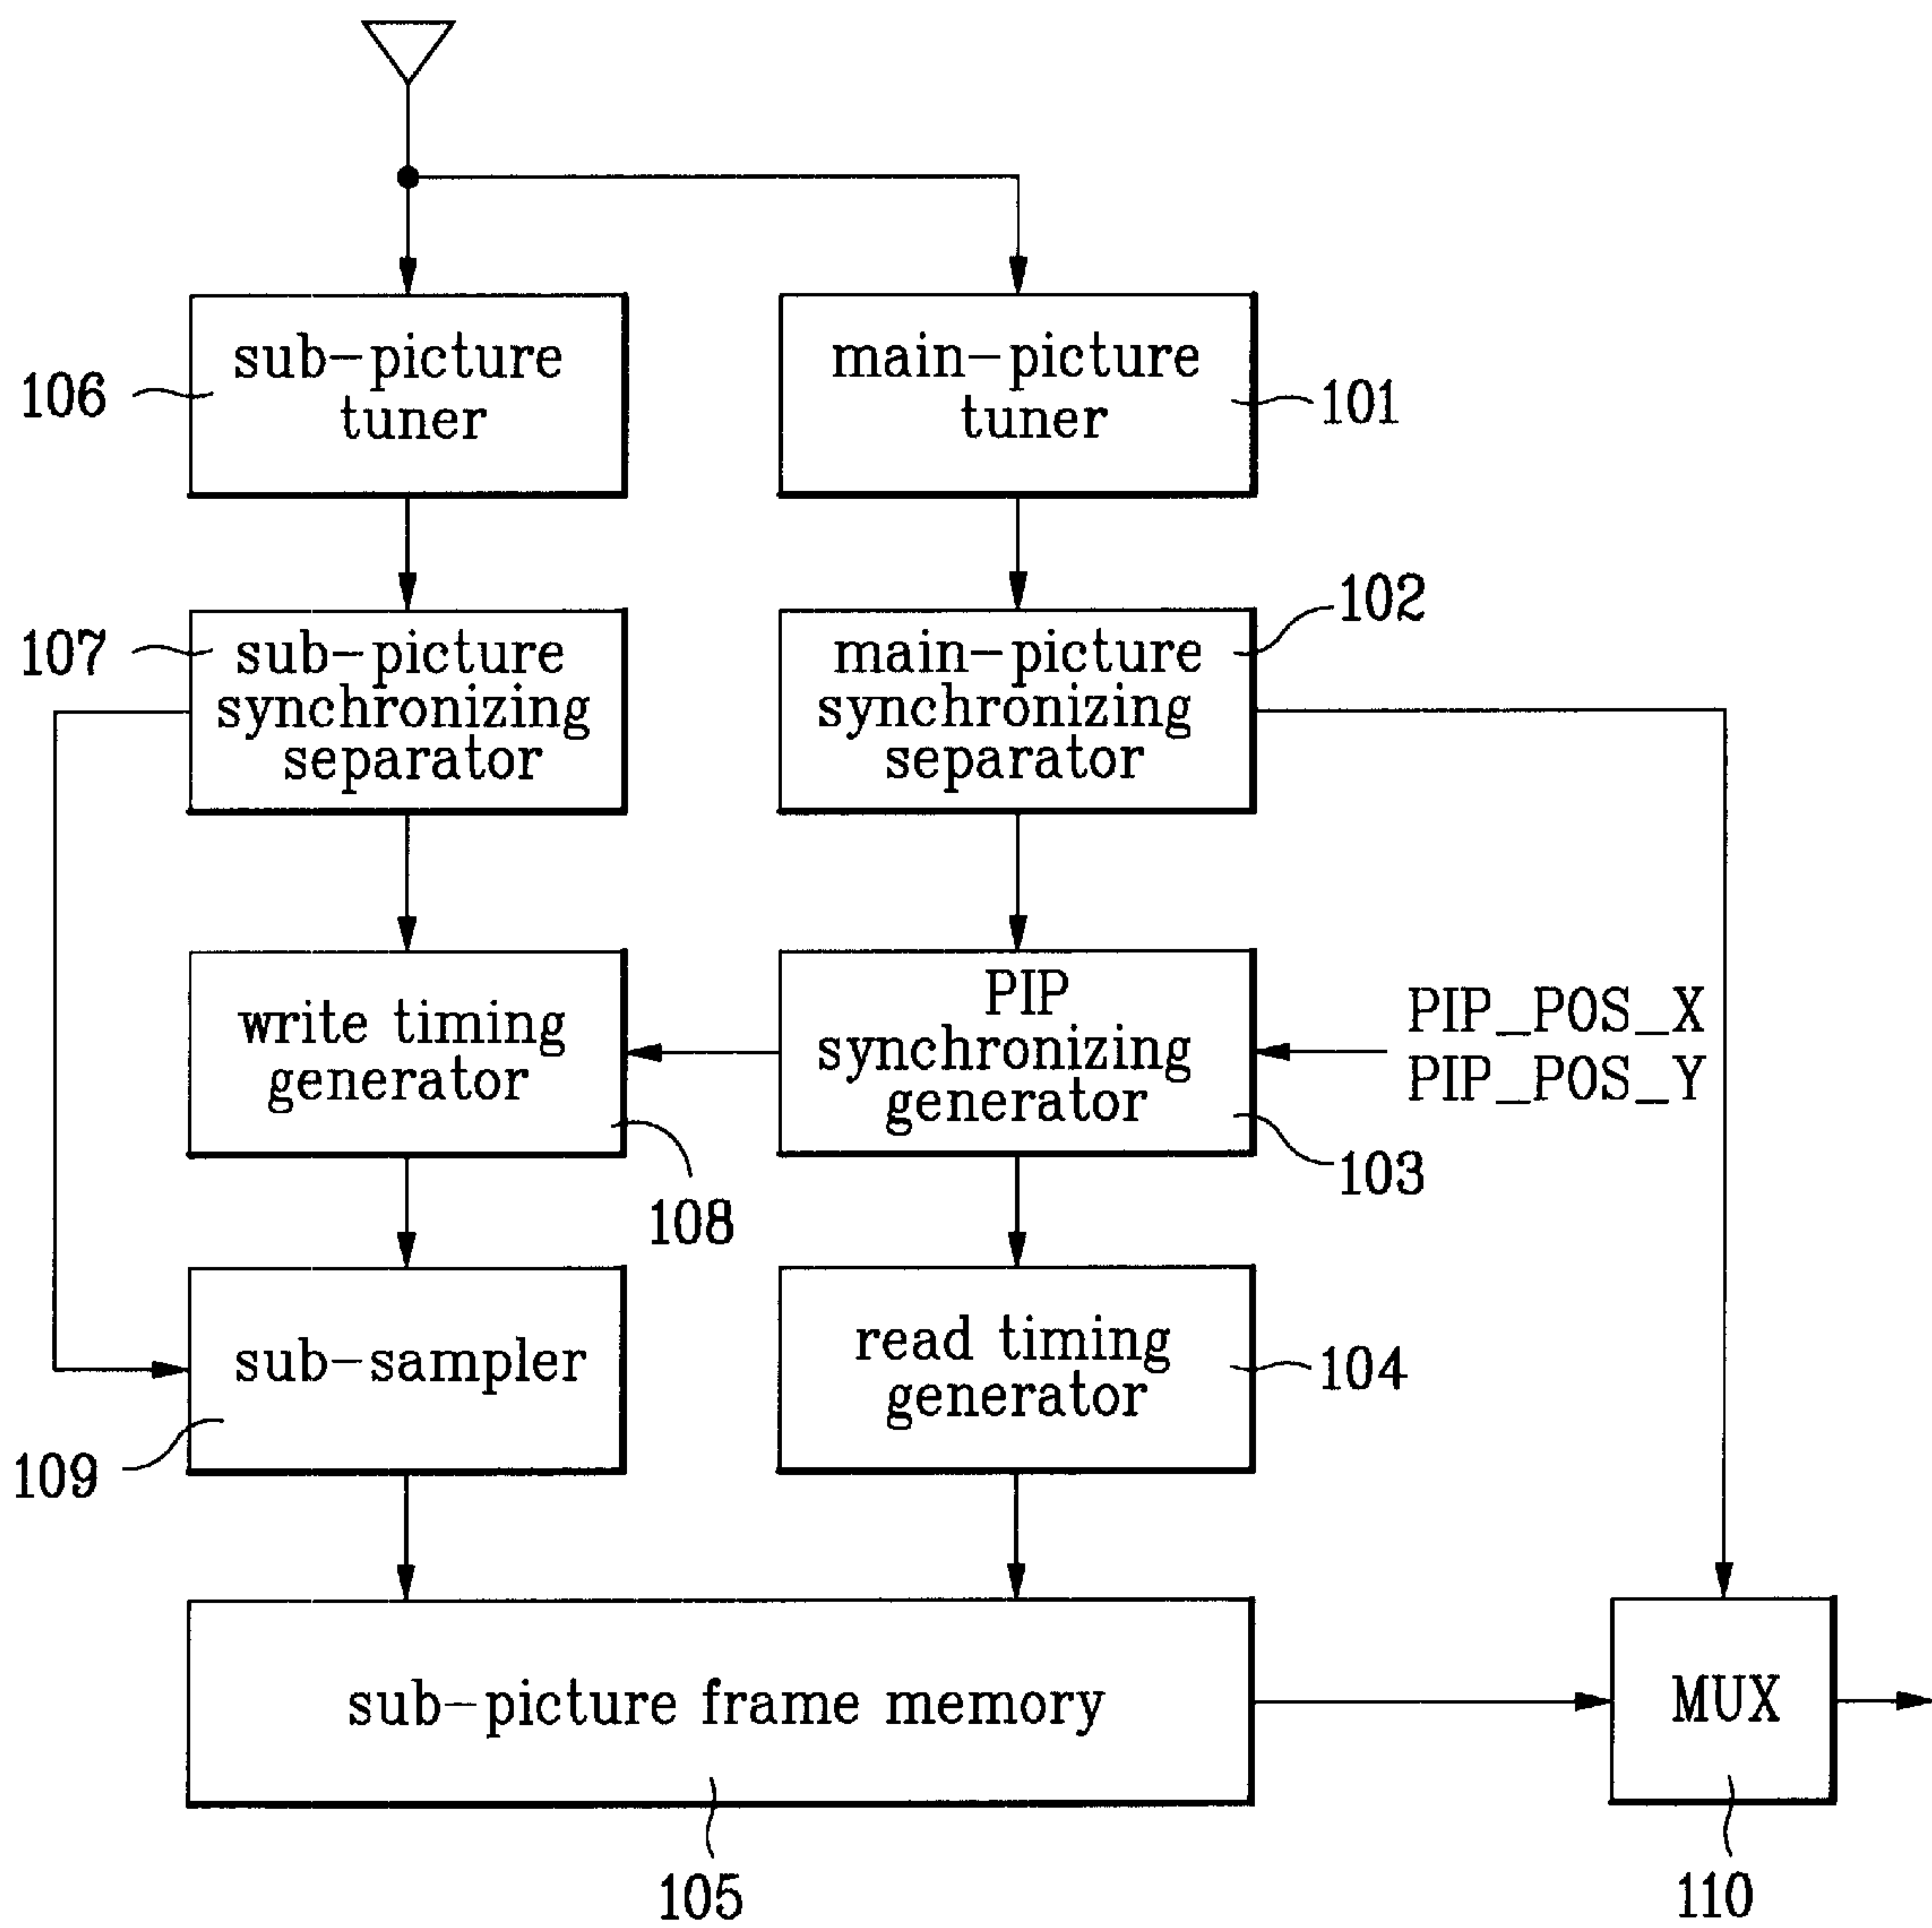 sub-picture
tuner
106
main-picture
tuner
101
107
sub-picture
synchronizing
separator
main-picture
synchronizing
separator
102
write timing
generator
108
PIP
synchronizing
generator
103
PIP_POS_X
PIP_POS_Y
sub-sampler
109
read timing
generator
104
sub-picture frame memory
105
MUX
110